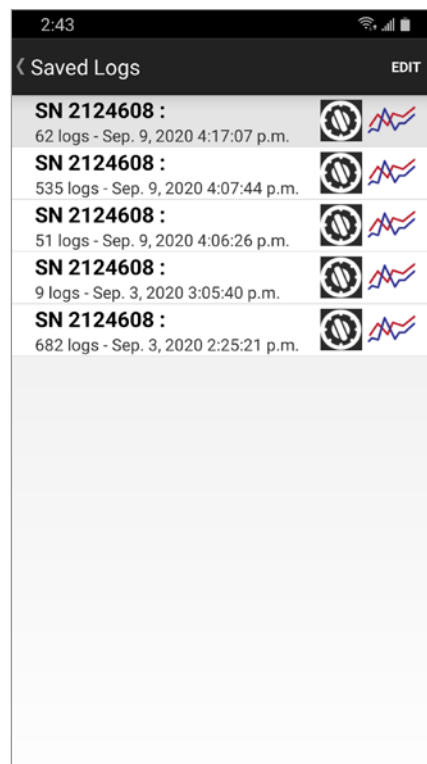 2:43
Saved Logs
EDIT
SN 2124608 :
62 logs - Sep. 9, 2020 4:17:07 p.m.
SN 2124608 :
535 logs - Sep. 9, 2020 4:07:44 p.m.
SN 2124608 :
51 logs - Sep. 9, 2020 4:06:26 p.m.
SN 2124608 :
9 logs - Sep. 3, 2020 3:05:40 p.m.
SN 2124608 :
682 logs - Sep. 3, 2020 2:25:21 p.m.